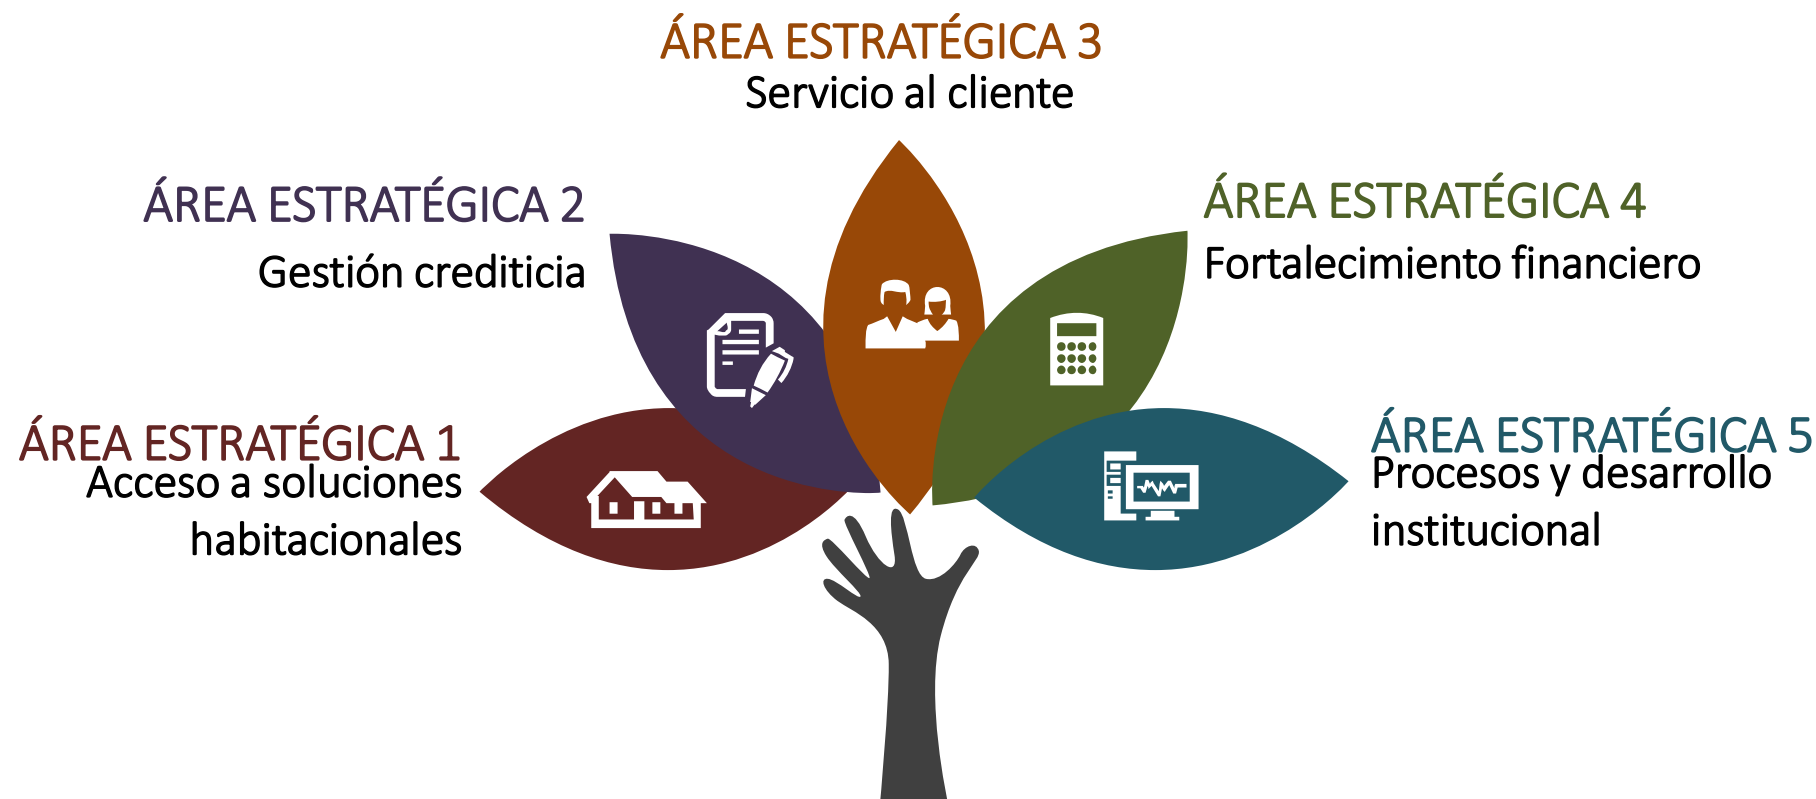 ÁREA ESTRATÉGICA 1
Acceso a soluciones
habitacionales
ÁREA ESTRATÉGICA 2
Gestión crediticia
ÁREA ESTRATÉGICA 3
Servicio al cliente
ÁREA ESTRATÉGICA 4
Fortalecimiento financiero
ÁREA ESTRATÉGICA 5
Procesos y desarrollo
institucional